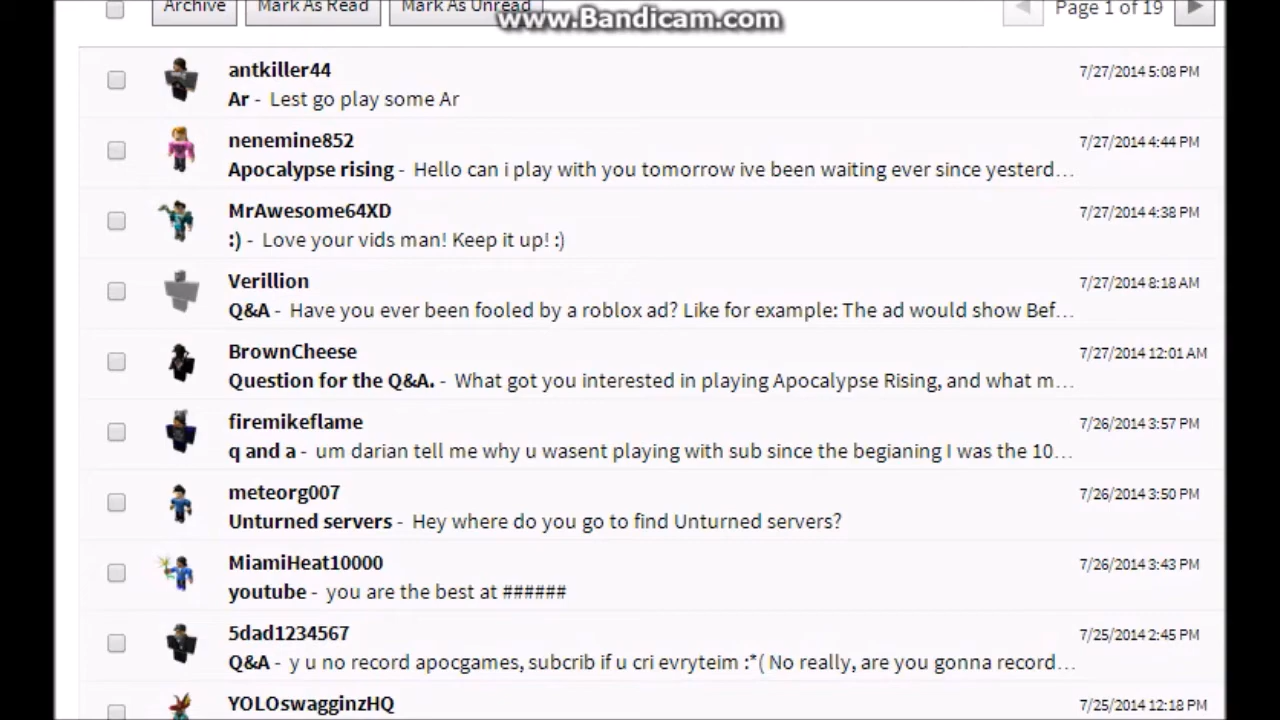 Archive Mark As Read Mark As Unread www.Bandicam.com Page 1 of 19
antkiller44 7/27/2014 5:08 PM
Ar - Lest go play some Ar
nenemine852 7/27/2014 4:44 PM
Apocalypse rising - Hello can i play with you tomorrow ive been waiting ever since yesterd...
MrAwesome64XD 7/27/2014 4:38 PM
:) - Love your vids man! Keep it up! :)
Verillion 7/27/2014 8:18 AM
Q&A - Have you ever been fooled by a roblox ad? Like for example: The ad would show Bef...
BrownCheese 7/27/2014 12:01 AM
Question for the Q&A. - What got you interested in playing Apocalypse Rising, and what m...
firemikeflame 7/26/2014 3:57 PM
q and a - um darian tell me why u wasent playing with sub since the begianing I was the 10...
meteorg007 7/26/2014 3:50 PM
Unturned servers - Hey where do you go to find Unturned servers?
MiamiHeat10000 7/26/2014 3:43 PM
youtube - you are the best at ######
5dad1234567 7/25/2014 2:45 PM
Q&A - y u no record apocgames, subcrib if u cri evryteim :*( No really, are you gonna record...
YOLOswagginzHQ 7/25/2014 12:18 PM